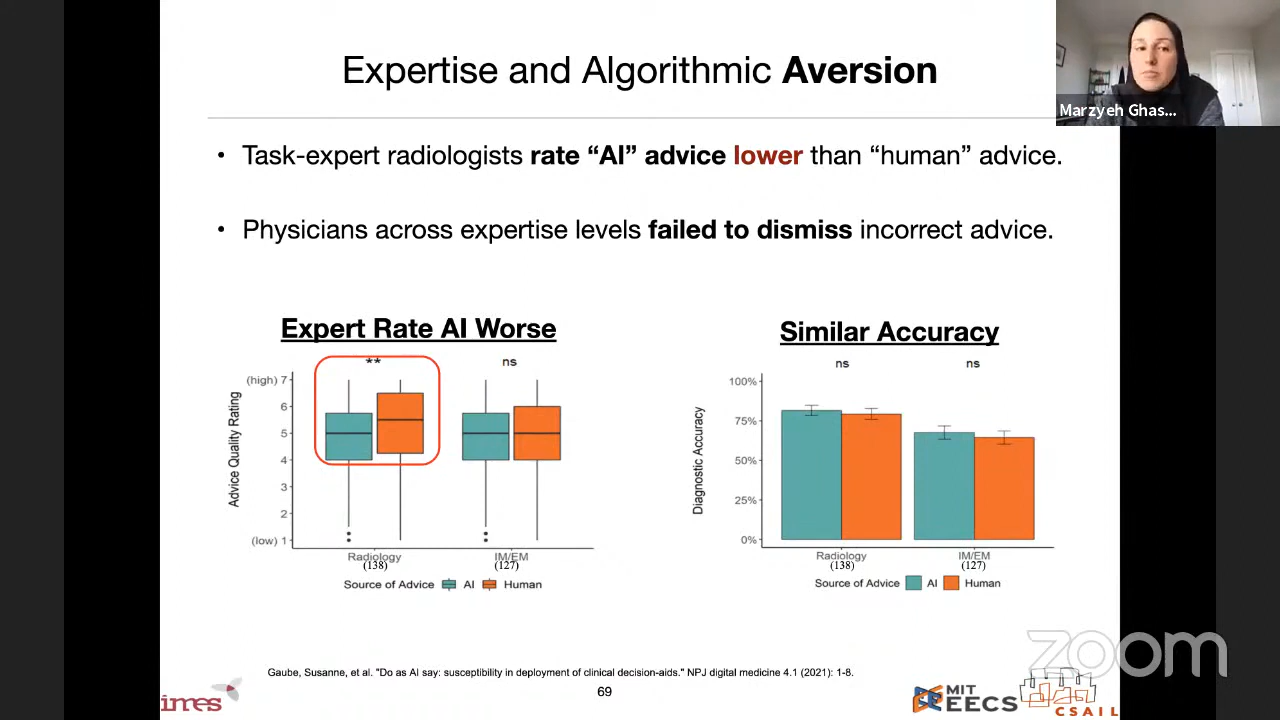 Expertise and Algorithmic Aversion
Marzyeh Ghas...
• Task-expert radiologists rate “AI” advice lower than “human” advice.
• Physicians across expertise levels failed to dismiss incorrect advice.
Expert Rate AI Worse
** ns
Advice Quality Rating
(high) 7
6
5
4
3
2
(low) 1
Radiology IM/EM
(138) (127)
Source of Advice AI Human
Similar Accuracy
ns ns
Diagnostic Accuracy
100%
75%
50%
25%
0%
Radiology IM/EM
(138) (127)
Source of Advice AI Human
zoom
Gaube, Susanne, et al. "Do as AI say: susceptibility in deployment of clinical decision-aids." NPJ digital medicine 4.1 (2021): 1-8.
69
imes
MIT
EECS
CSAIL